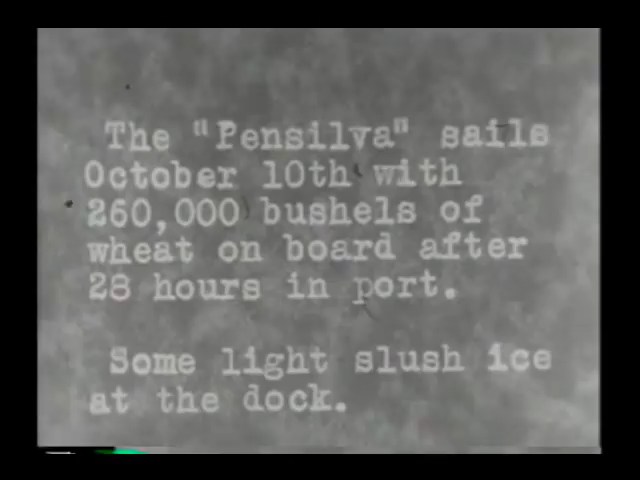 The "Pensilva" sails
October 10th with
260,000 bushels of
wheat on board after
28 hours in port.
Some light slush ice
at the dock.